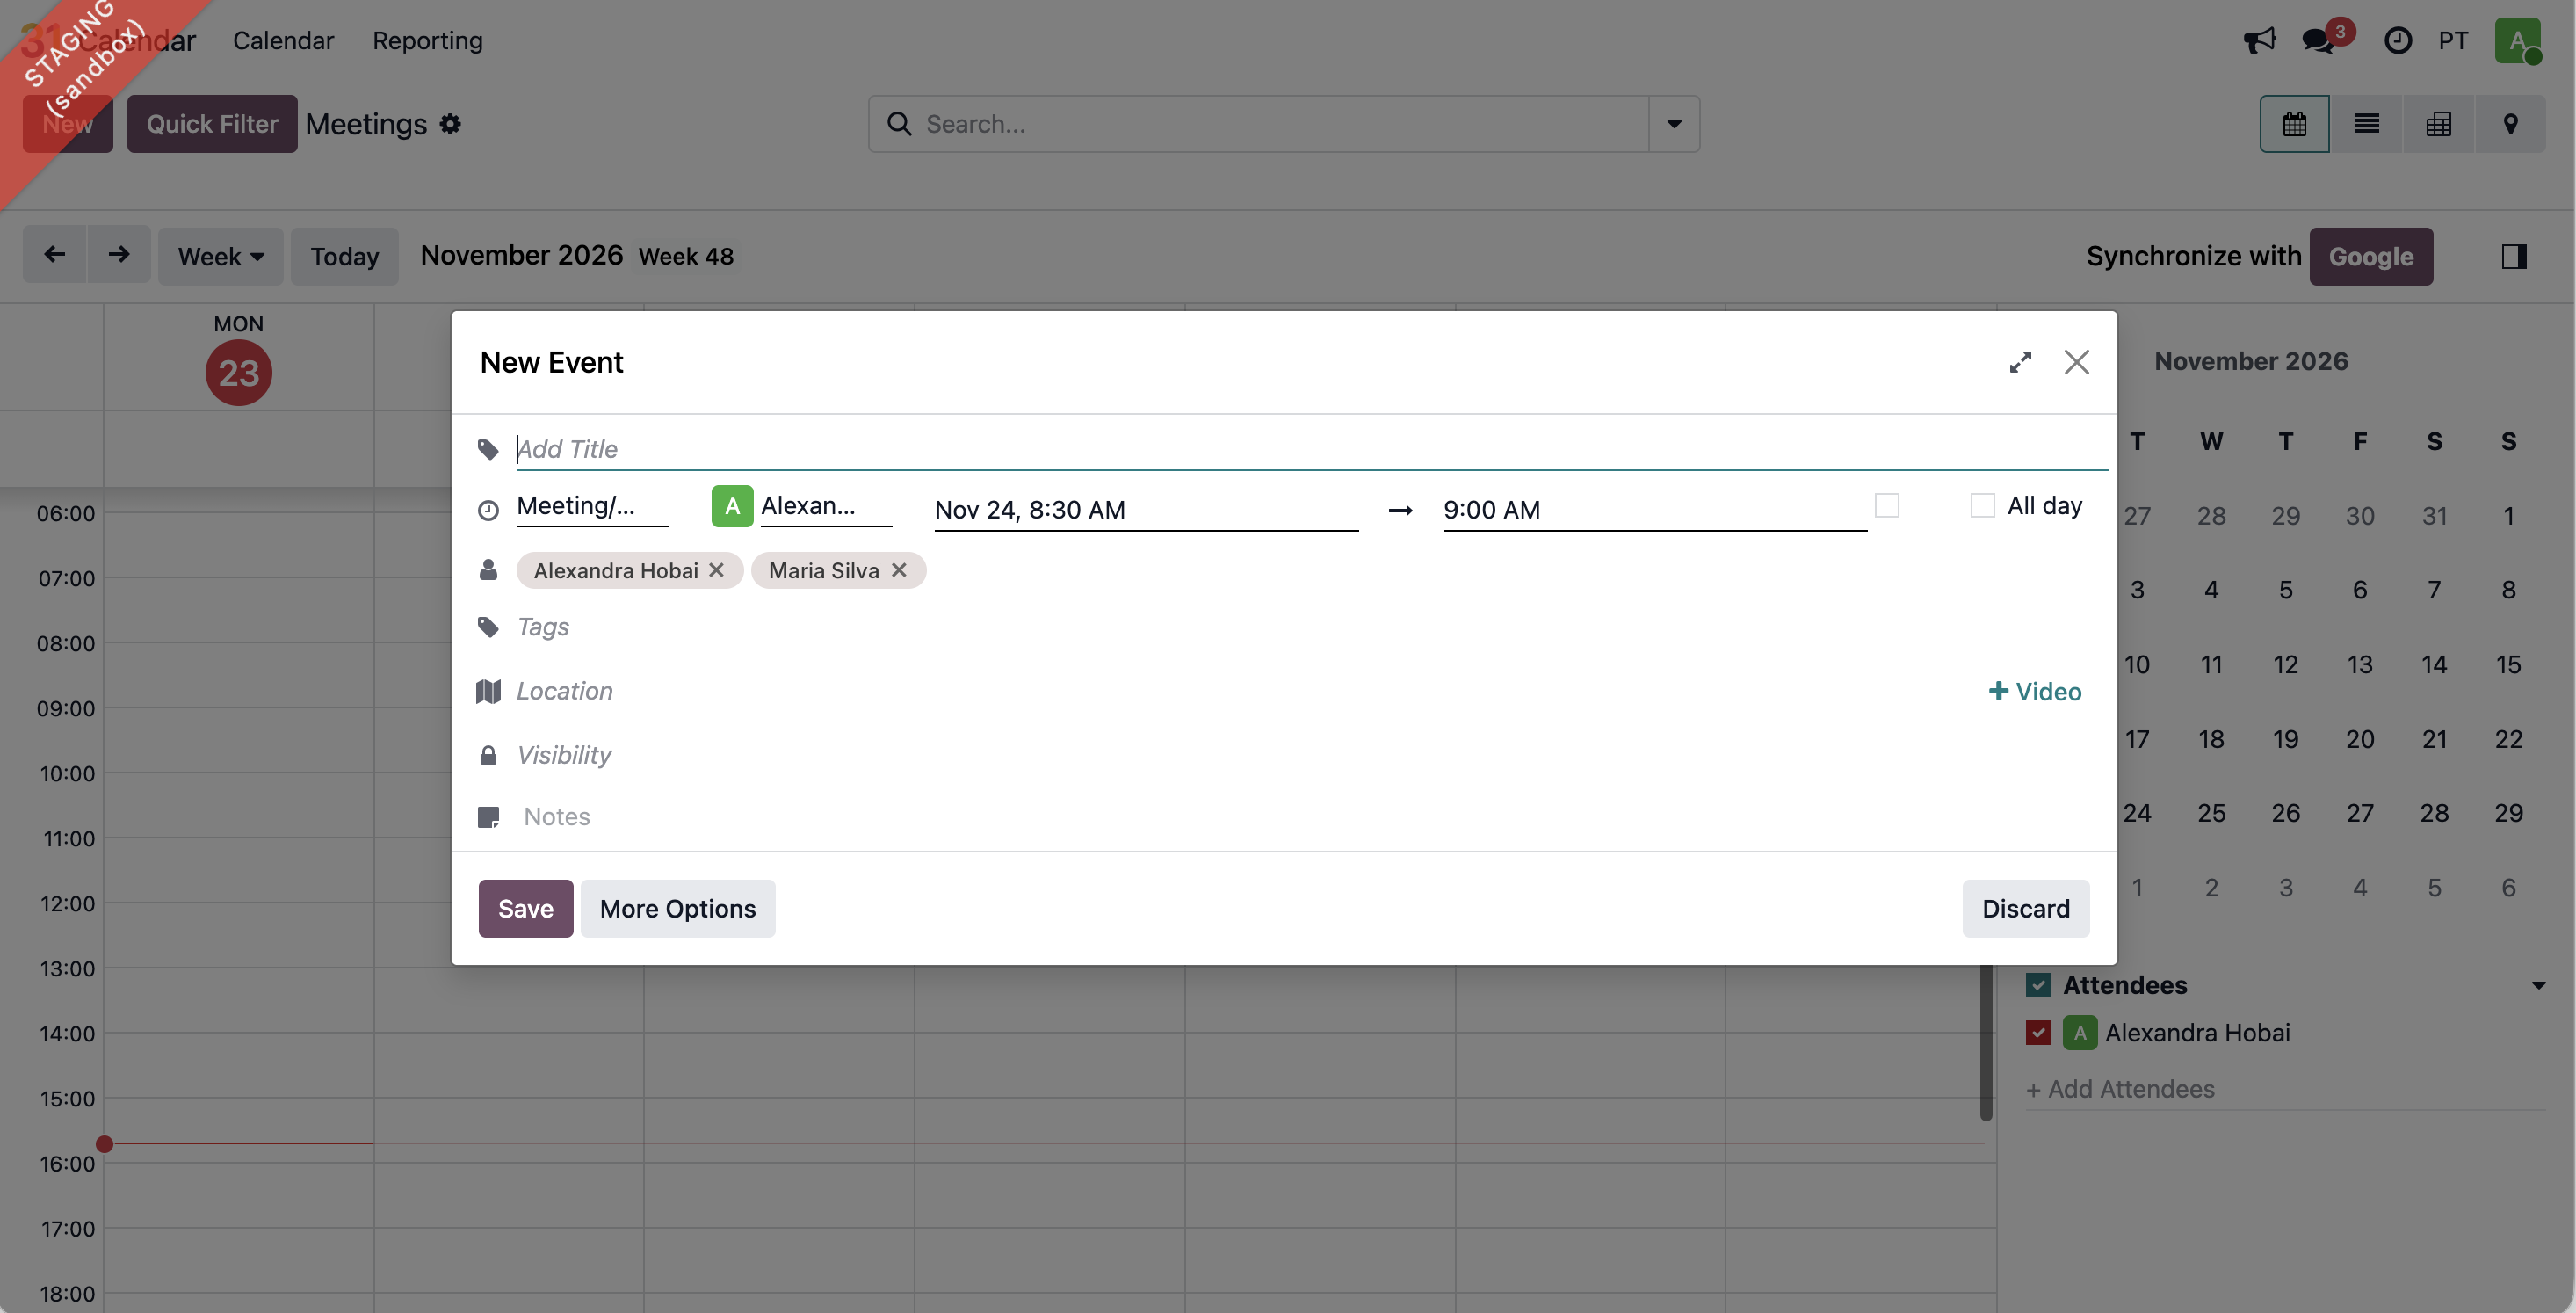 STAGING
(sandbox)
Calendar Calendar Reporting 3 PT A
New Quick Filter Meetings Search...
Week Today November 2026 Week 48 Synchronize with Google
MON
23
New Event
Add Title
Meeting/... A Alexan... Nov 24, 8:30 AM → 9:00 AM All day
Alexandra Hobai × Maria Silva ×
Tags
Location + Video
Visibility
Notes
Save More Options Discard
06:00
07:00
08:00
09:00
10:00
11:00
12:00
13:00
14:00
15:00
16:00
17:00
18:00
November 2026
T W T F S S
27 28 29 30 31 1
3 4 5 6 7 8
10 11 12 13 14 15
17 18 19 20 21 22
24 25 26 27 28 29
1 2 3 4 5 6
Attendees
A Alexandra Hobai
+ Add Attendees